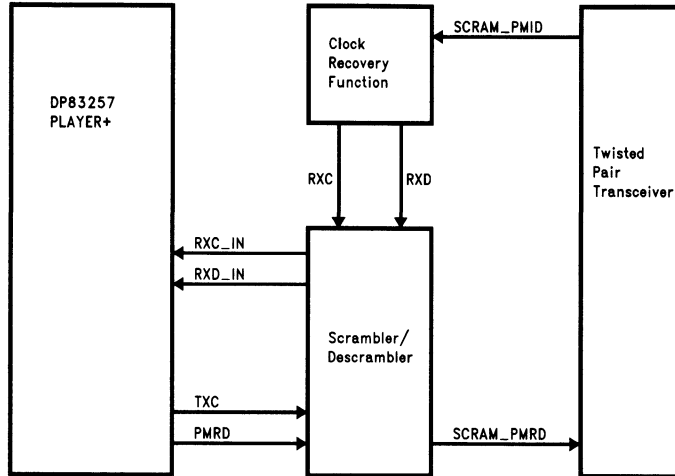 SCRAM_PMID
Clock
Recovery
Function
DP83257
PLAYER+
Twisted
Pair
Transceiver
RXC
RXD
RXC_IN
RXD_IN
Scrambler/
Descrambler
TXC
PMRD
SCRAM_PMRD